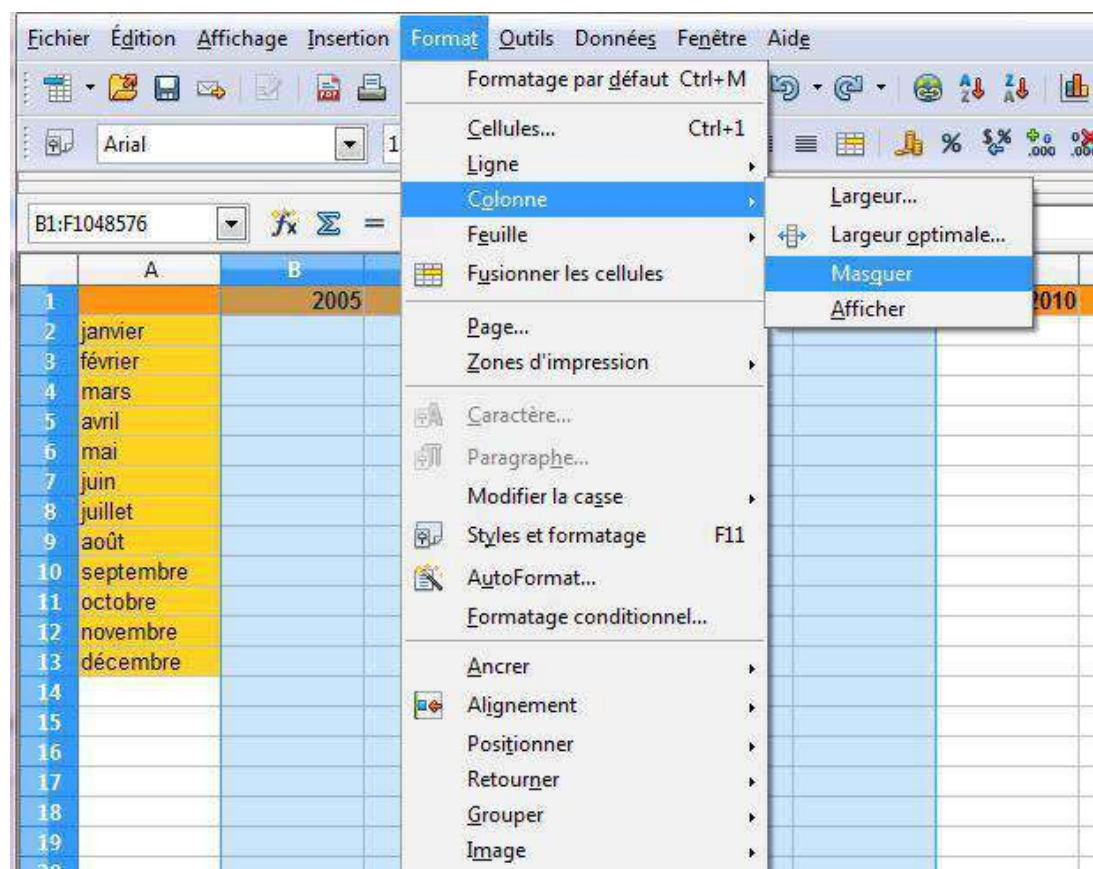 Fichier Édition Affichage Insertion Format Outils Données Fenêtre Aide
Formatage par défaut Ctrl+M
Arial
1
Cellules... Ctrl+1
% $% .000
Ligne
Colonne
Largeur...
B1:F1048576 fx Σ =
Feuille
Largeur optimale...
A B
Fusionner les cellules
Masquer
1 2005
2010
Afficher
2 janvier
Page...
3 février
Zones d'impression
4 mars
5 avril
Caractère...
6 mai
Paragraphe...
7 juin
Modifier la casse
8 juillet
9 août
Styles et formatage F11
10 septembre
AutoFormat...
11 octobre
Formatage conditionnel...
12 novembre
13 décembre
Ancrer
14
Alignement
15
Positionner
16
17
Retourner
18
Grouper
19
Image